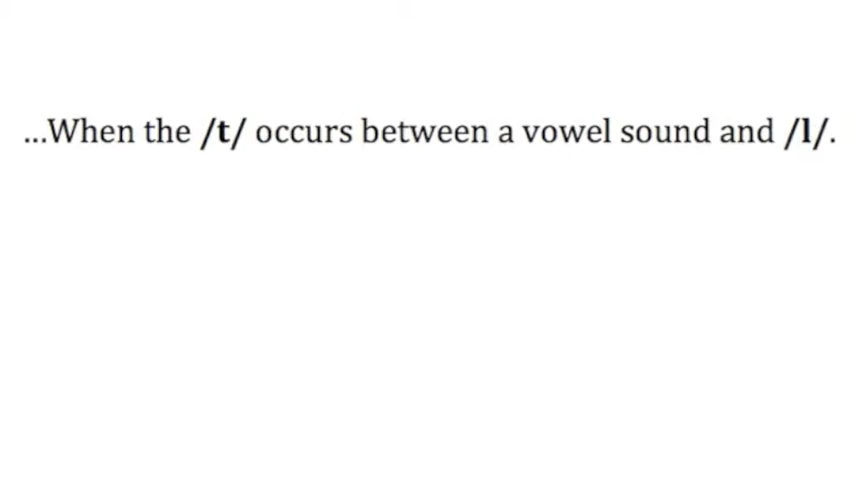 ...When the /t/ occurs between a vowel sound and /l/.